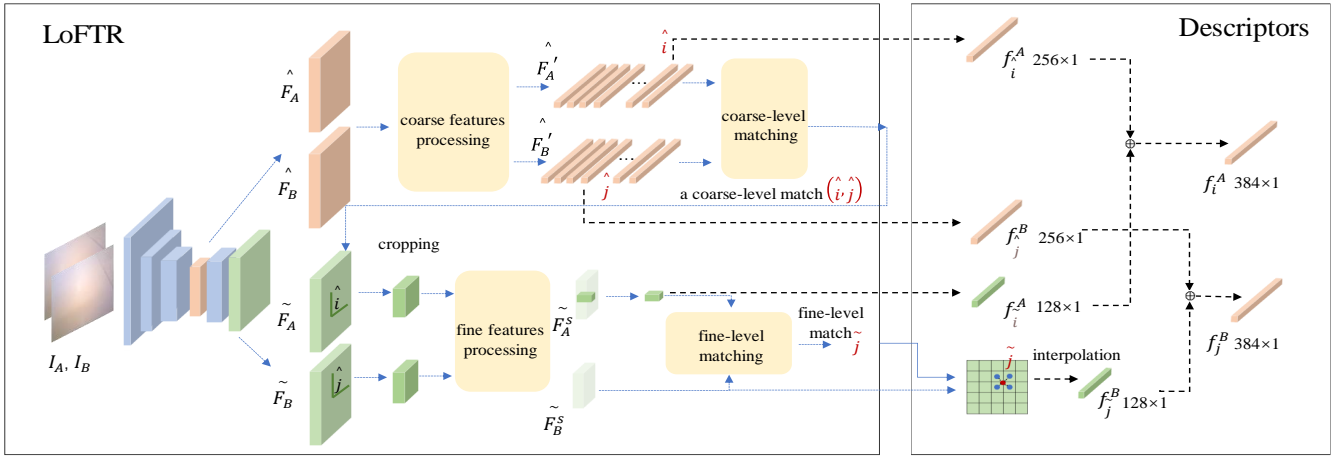 LoFTR
Descriptors
F̂_A
F̂_B
coarse features
processing
F̂_A′
F̂_B′
...
...
î
ĵ
coarse-level
matching
a coarse-level match (î, ĵ)
I_A, I_B
cropping
F̃_A
F̃_B
î
ĵ
fine features
processing
F̃_A^S
F̃_B^S
fine-level
matching
fine-level
match j̃
f_î^A 256×1
⊕
f_i^A 384×1
f_ĵ^B 256×1
f_ĩ^A 128×1
⊕
f_j^B 384×1
j̃
interpolation
f_j̃^B 128×1